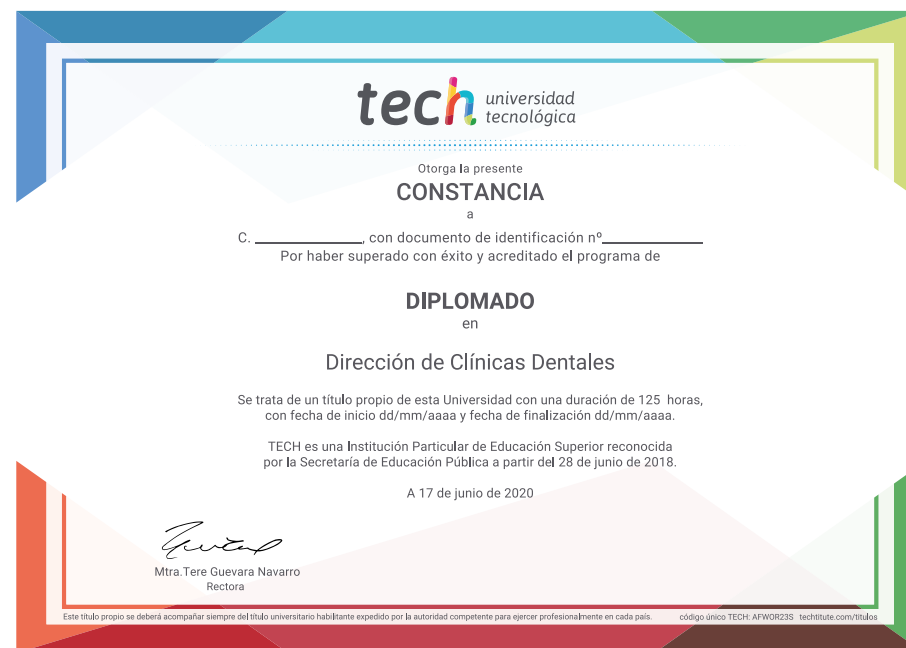 tech universidad
tecnológica
Otorga la presente
CONSTANCIA
a
C. ____________, con documento de identificación nº____________
Por haber superado con éxito y acreditado el programa de
DIPLOMADO
en
Dirección de Clínicas Dentales
Se trata de un título propio de esta Universidad con una duración de 125 horas,
con fecha de inicio dd/mm/aaaa y fecha de finalización dd/mm/aaaa.
TECH es una Institución Particular de Educación Superior reconocida
por la Secretaría de Educación Pública a partir del 28 de junio de 2018.
A 17 de junio de 2020
Mtra.Tere Guevara Navarro
Rectora
Este título propio se deberá acompañar siempre del título universitario habilitante expedido por la autoridad competente para ejercer profesionalmente en cada país. código único TECH: AFWOR23S techtitute.com/titulos